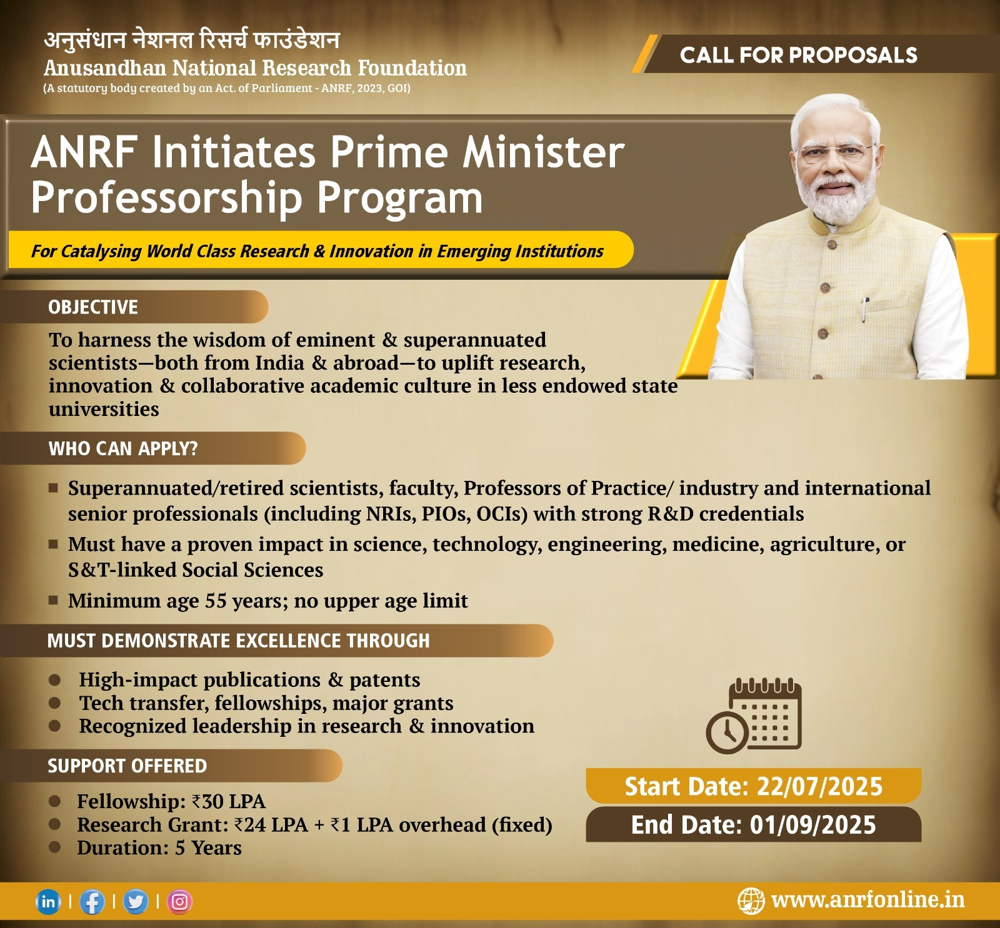 अनुसंधान नेशनल रिसर्च फाउंडेशन
Anusandhan National Research Foundation
(A statutory body created by an Act. of Parliament - ANRF, 2023, GOI)
CALL FOR PROPOSALS
ANRF Initiates Prime Minister
Professorship Program
For Catalysing World Class Research & Innovation in Emerging Institutions
OBJECTIVE
To harness the wisdom of eminent & superannuated
scientists—both from India & abroad—to uplift research,
innovation & collaborative academic culture in less endowed state
universities
WHO CAN APPLY?
Superannuated/retired scientists, faculty, Professors of Practice/ industry and international
senior professionals (including NRIs, PIOs, OCIs) with strong R&D credentials
Must have a proven impact in science, technology, engineering, medicine, agriculture, or
S&T-linked Social Sciences
Minimum age 55 years; no upper age limit
MUST DEMONSTRATE EXCELLENCE THROUGH
High-impact publications & patents
Tech transfer, fellowships, major grants
Recognized leadership in research & innovation
SUPPORT OFFERED
Fellowship: ₹30 LPA
Research Grant: ₹24 LPA + ₹1 LPA overhead (fixed)
Duration: 5 Years
Start Date: 22/07/2025
End Date: 01/09/2025
in | f | |
www.anrfonline.in